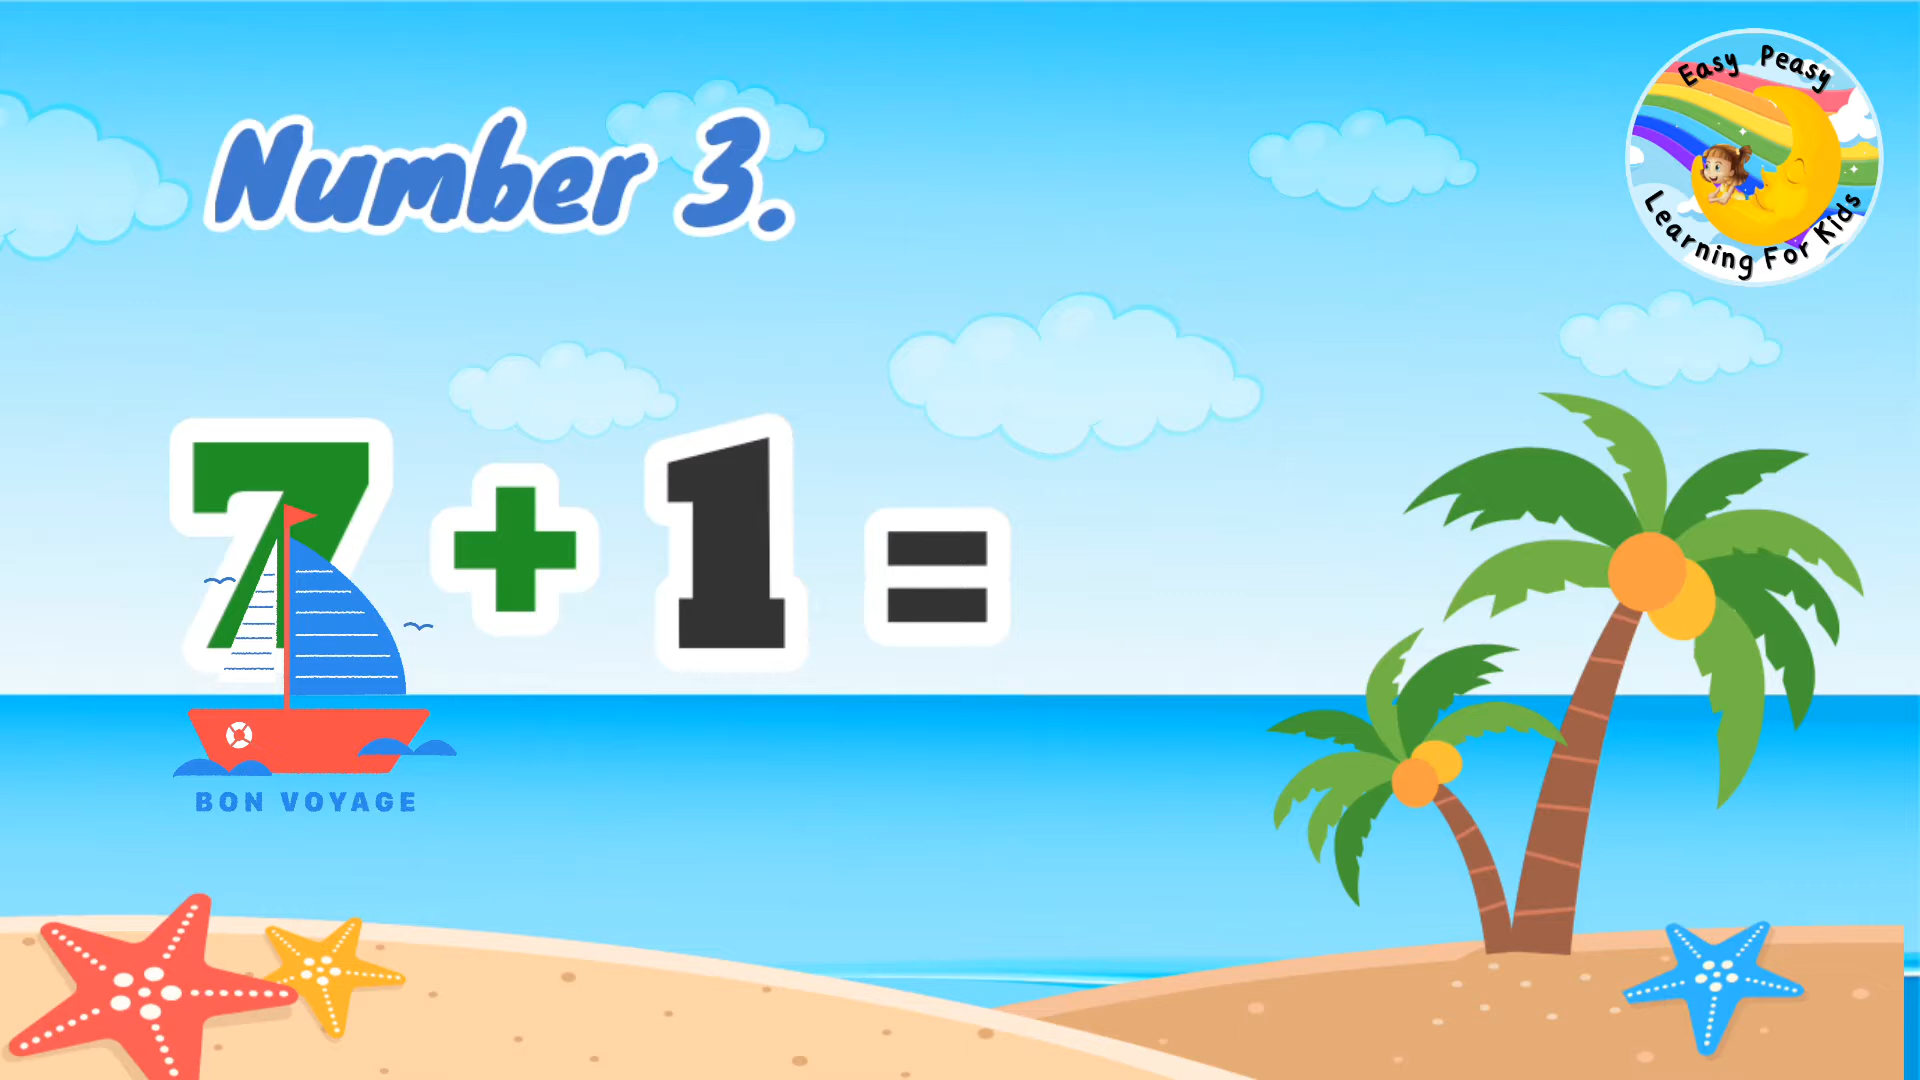 Easy Peasy
Learning For Kids
Number 3.
7 + 1 =
BON VOYAGE